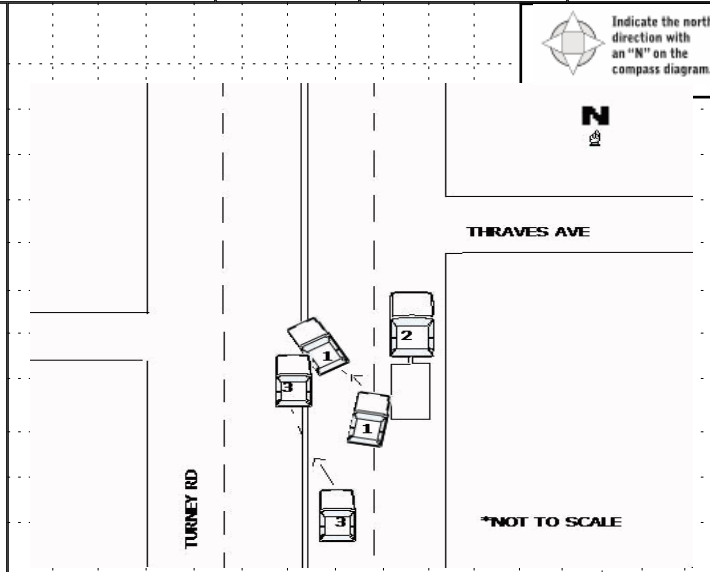 Indicate the north
direction with
an "N" on the
compass diagram.
N
THRAVES AVE
2
1
3
1
3
TURNEY RD
*NOT TO SCALE